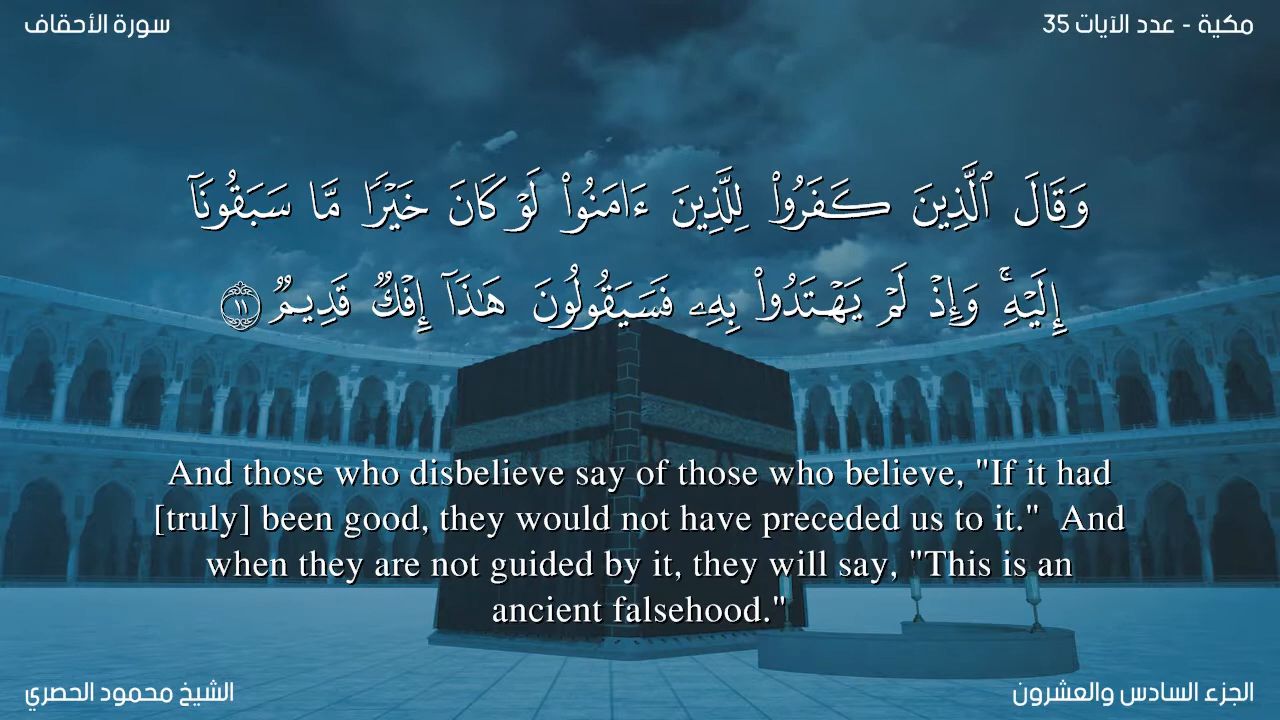 مكية - عدد الآيات 35
سورة الأحقاف
وَقَالَ ٱلَّذِينَ كَفَرُواْ لِلَّذِينَ ءَامَنُواْ لَوۡ كَانَ خَيۡرٗا مَّا سَبَقُونَآ
إِلَيۡهِۚ وَإِذۡ لَمۡ يَهۡتَدُواْ بِهِۦ فَسَيَقُولُونَ هَٰذَآ إِفۡكٞ قَدِيمٞ ١١
And those who disbelieve say of those who believe, "If it had
[truly] been good, they would not have preceded us to it."  And
when they are not guided by it, they will say, "This is an
ancient falsehood."
الجزء السادس والعشرون
الشيخ محمود الحصري